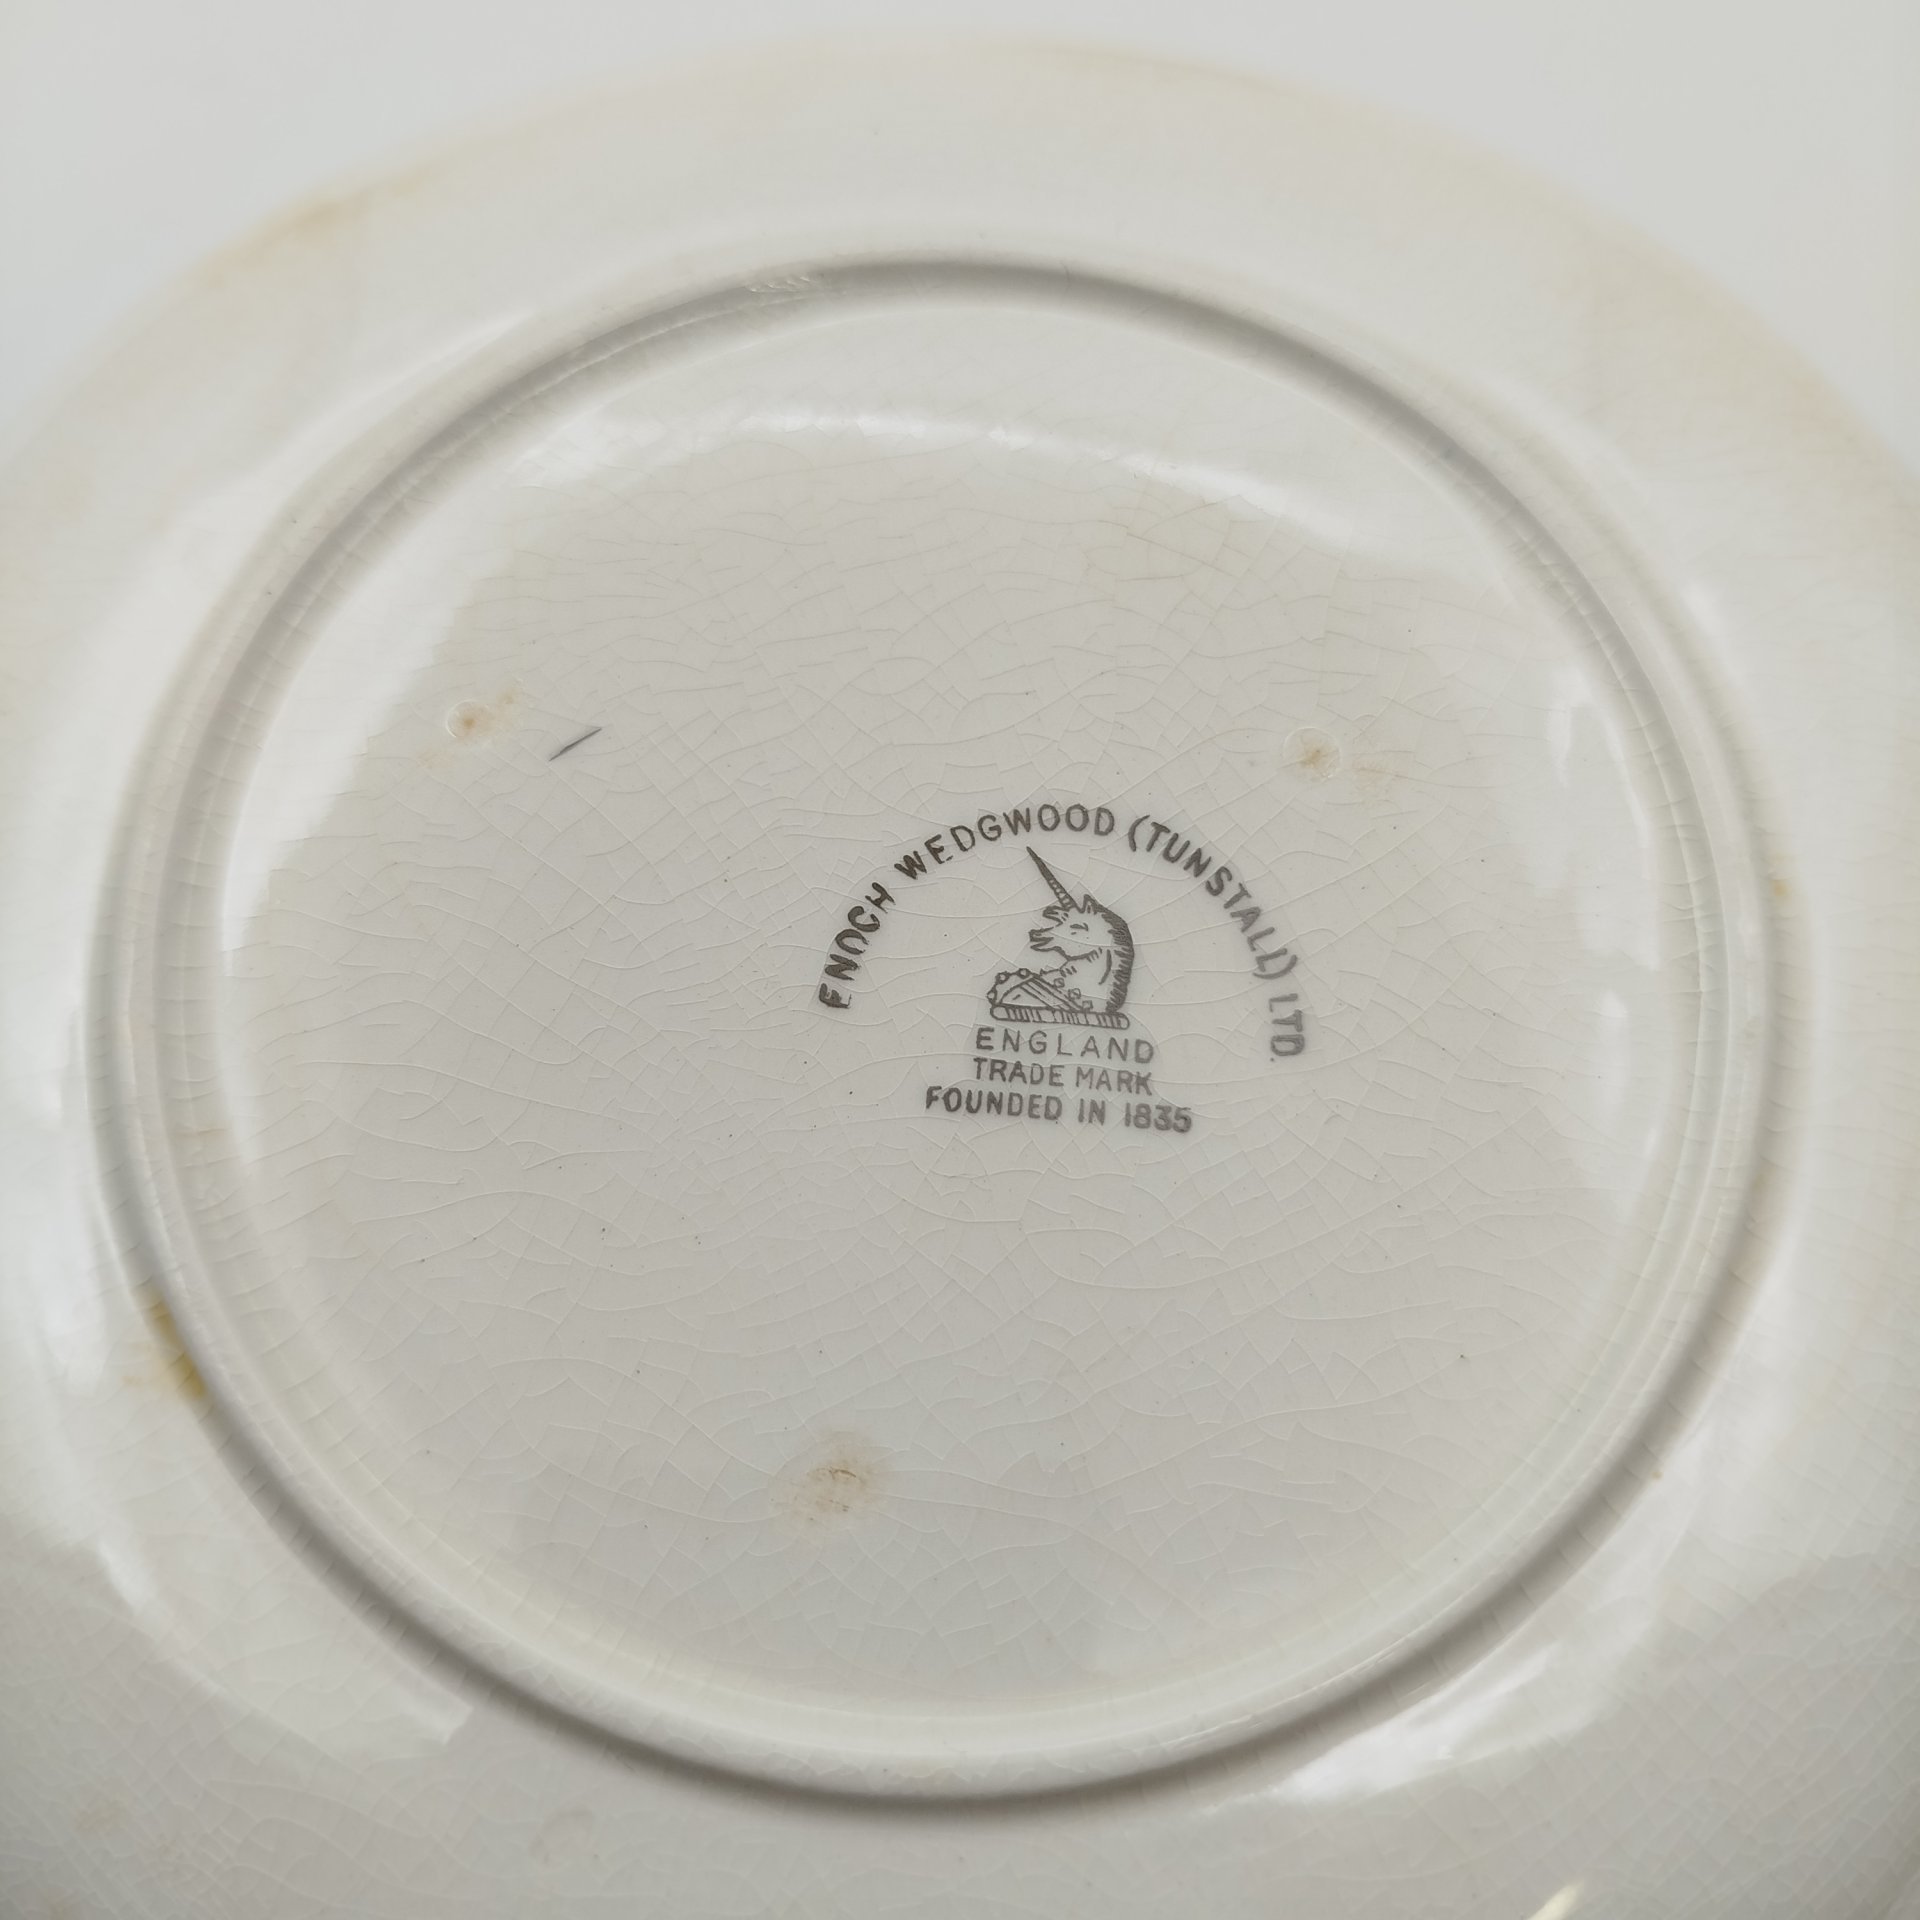 ENOCH WEDGWOOD (TUNSTALL) LTD.
ENGLAND
TRADE MARK
FOUNDED IN 1835